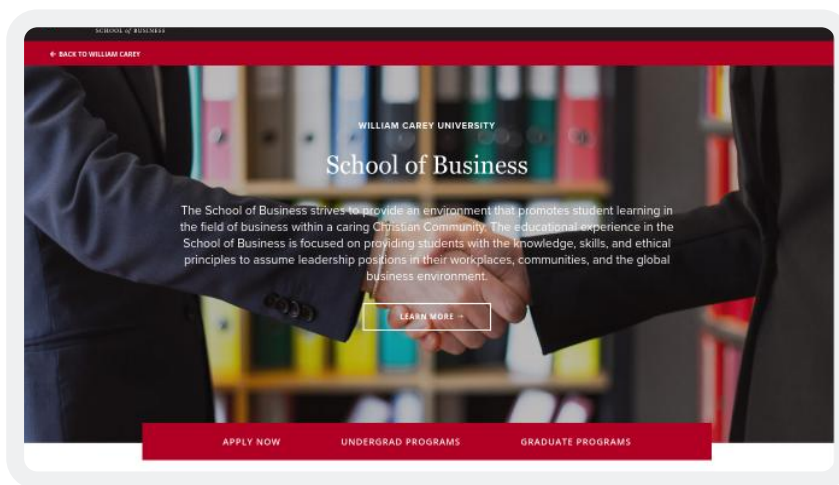 SCHOOL of BUSINESS
← BACK TO WILLIAM CAREY
WILLIAM CAREY UNIVERSITY
School of Business
The School of Business strives to provide an environment that promotes student learning in
the field of business within a caring Christian Community. The educational experience in the
School of Business is focused on providing students with the knowledge, skills, and ethical
principles to assume leadership positions in their workplaces, communities, and the global
business environment.
LEARN MORE →
APPLY NOW UNDERGRAD PROGRAMS GRADUATE PROGRAMS